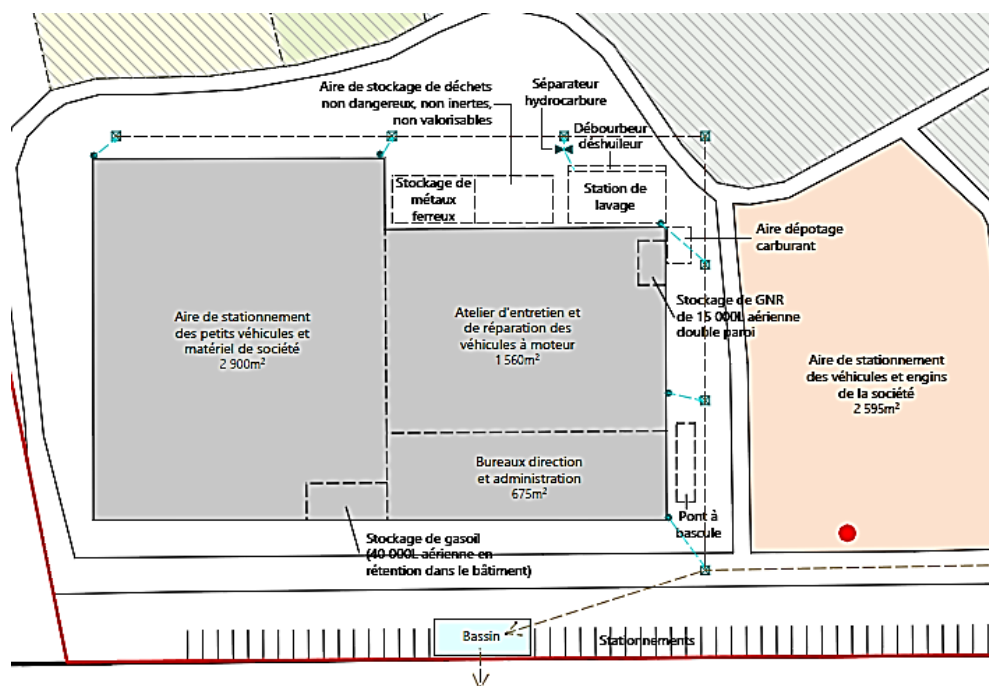 Aire de stockage de déchets
non dangereux, non inertes,
non valorisables
Séparateur
hydrocarbure
Débourbeur
déshuileur
Stockage de
métaux
ferreux
Station de
lavage
Aire dépotage
carburant
Stockage de GNR
de 15 000L aérienne
double paroi
Aire de stationnement
des petits véhicules et
matériel de société
2 900m²
Atelier d'entretien et
de réparation des
véhicules à moteur
1 560m²
Aire de stationnement
des véhicules et engins
de la société
2 595m²
Bureaux direction
et administration
675m²
Pont à
bascule
Stockage de gasoil
(40 000L aérienne en
rétention dans le bâtiment)
Bassin
Stationnements